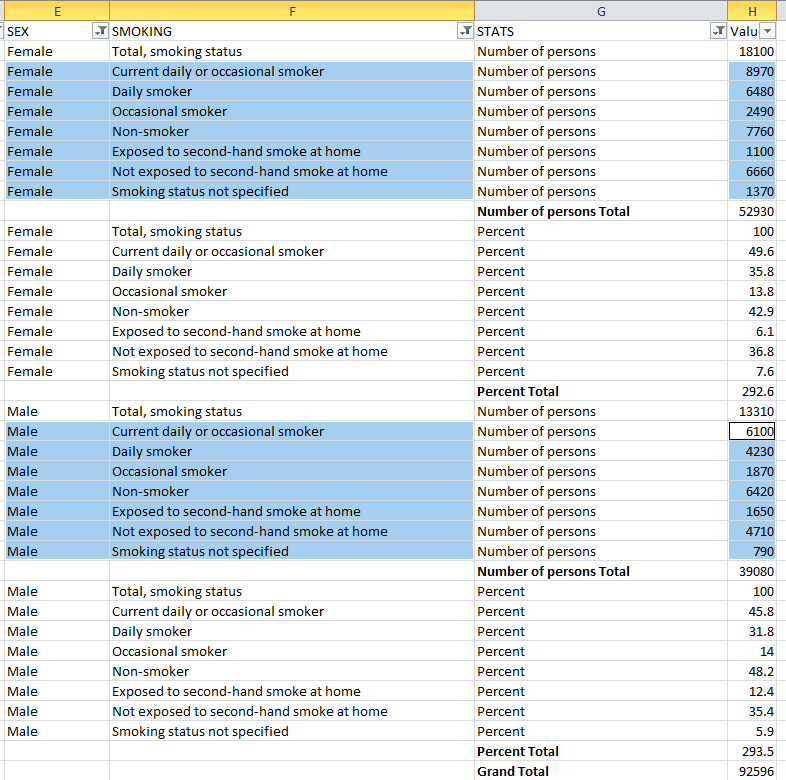 E F G H
SEX SMOKING STATS Valu
Female Total, smoking status Number of persons 18100
Female Current daily or occasional smoker Number of persons 8970
Female Daily smoker Number of persons 6480
Female Occasional smoker Number of persons 2490
Female Non-smoker Number of persons 7760
Female Exposed to second-hand smoke at home Number of persons 1100
Female Not exposed to second-hand smoke at home Number of persons 6660
Female Smoking status not specified Number of persons 1370
Number of persons Total 52930
Female Total, smoking status Percent 100
Female Current daily or occasional smoker Percent 49.6
Female Daily smoker Percent 35.8
Female Occasional smoker Percent 13.8
Female Non-smoker Percent 42.9
Female Exposed to second-hand smoke at home Percent 6.1
Female Not exposed to second-hand smoke at home Percent 36.8
Female Smoking status not specified Percent 7.6
Percent Total 292.6
Male Total, smoking status Number of persons 13310
Male Current daily or occasional smoker Number of persons 6100
Male Daily smoker Number of persons 4230
Male Occasional smoker Number of persons 1870
Male Non-smoker Number of persons 6420
Male Exposed to second-hand smoke at home Number of persons 1650
Male Not exposed to second-hand smoke at home Number of persons 4710
Male Smoking status not specified Number of persons 790
Number of persons Total 39080
Male Total, smoking status Percent 100
Male Current daily or occasional smoker Percent 45.8
Male Daily smoker Percent 31.8
Male Occasional smoker Percent 14
Male Non-smoker Percent 48.2
Male Exposed to second-hand smoke at home Percent 12.4
Male Not exposed to second-hand smoke at home Percent 35.4
Male Smoking status not specified Percent 5.9
Percent Total 293.5
Grand Total 92596